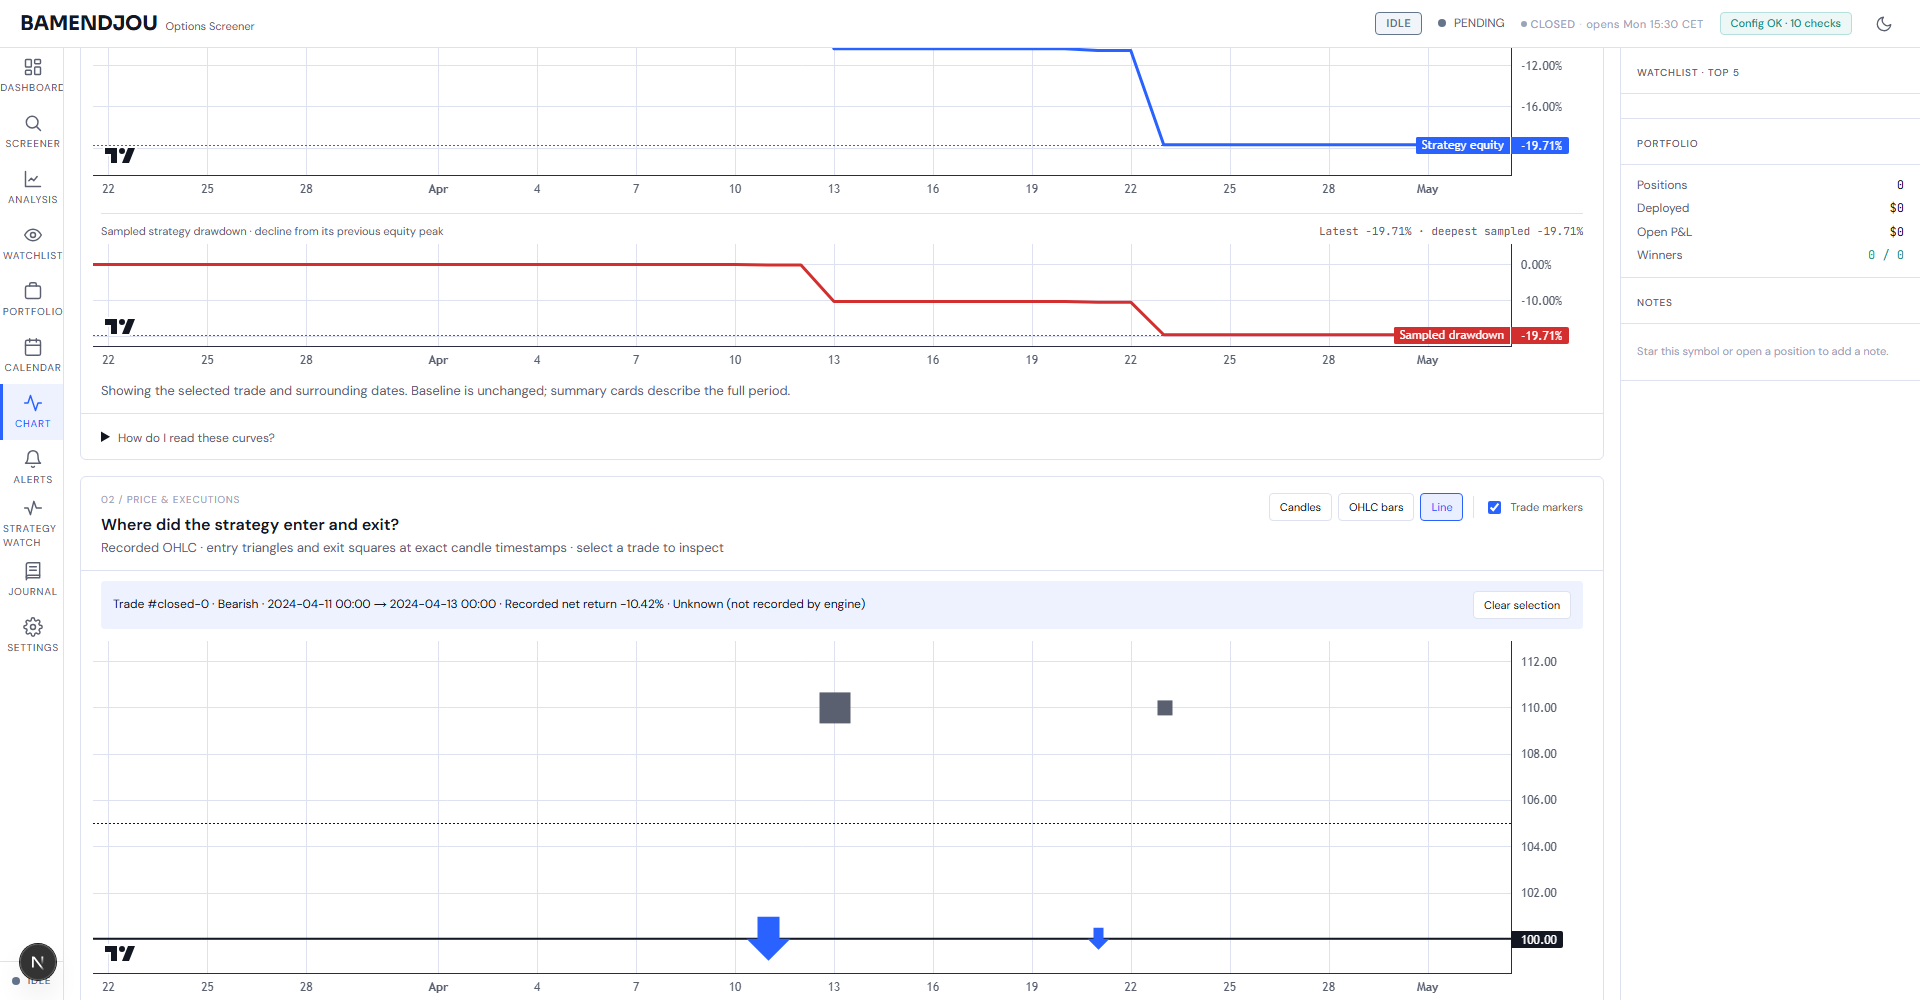 BAMENDJOU Options Screener
IDLE
PENDING
CLOSED · opens Mon 15:30 CET
Config OK · 10 checks
DASHBOARD
SCREENER
ANALYSIS
WATCHLIST
PORTFOLIO
CALENDAR
CHART
ALERTS
STRATEGY
WATCH
JOURNAL
SETTINGS
N
IDLE
-12.00%
-16.00%
Strategy equity -19.71%
22 25 28 Apr 4 7 10 13 16 19 22 25 28 May
Sampled strategy drawdown · decline from its previous equity peak
Latest -19.71% · deepest sampled -19.71%
0.00%
-10.00%
Sampled drawdown -19.71%
22 25 28 Apr 4 7 10 13 16 19 22 25 28 May
Showing the selected trade and surrounding dates. Baseline is unchanged; summary cards describe the full period.
How do I read these curves?
02 / PRICE & EXECUTIONS
Where did the strategy enter and exit?
Recorded OHLC · entry triangles and exit squares at exact candle timestamps · select a trade to inspect
Candles
OHLC bars
Line
Trade markers
Trade #closed-0 · Bearish · 2024-04-11 00:00 → 2024-04-13 00:00 · Recorded net return -10.42% · Unknown (not recorded by engine)
Clear selection
112.00
110.00
108.00
106.00
104.00
102.00
100.00
22 25 28 Apr 4 7 10 13 16 19 22 25 28 May
WATCHLIST · TOP 5
PORTFOLIO
Positions 0
Deployed $0
Open P&L $0
Winners 0 / 0
NOTES
Star this symbol or open a position to add a note.